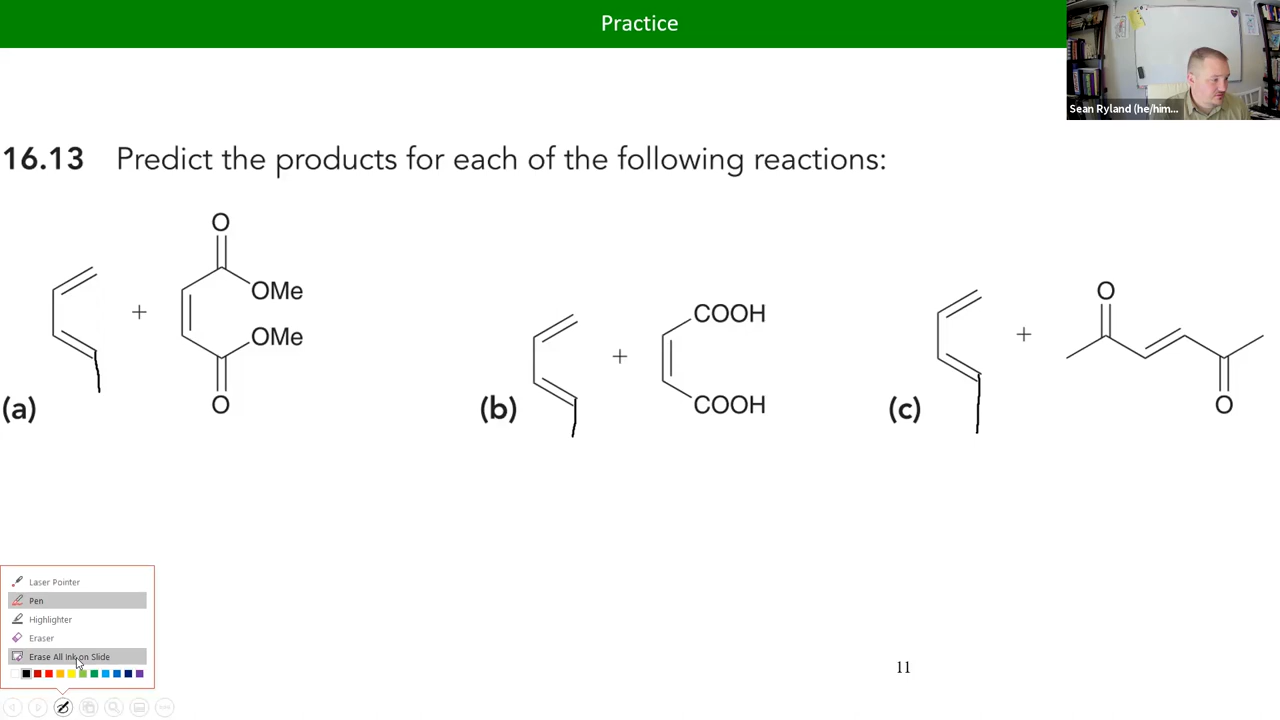 Practice
Sean Ryland (he/him...
16.13 Predict the products for each of the following reactions:
O
OMe
+
OMe
O
(a)
COOH
+
COOH
(b)
O
+
O
(c)
Laser Pointer
Pen
Highlighter
Eraser
Erase All Ink on Slide
11